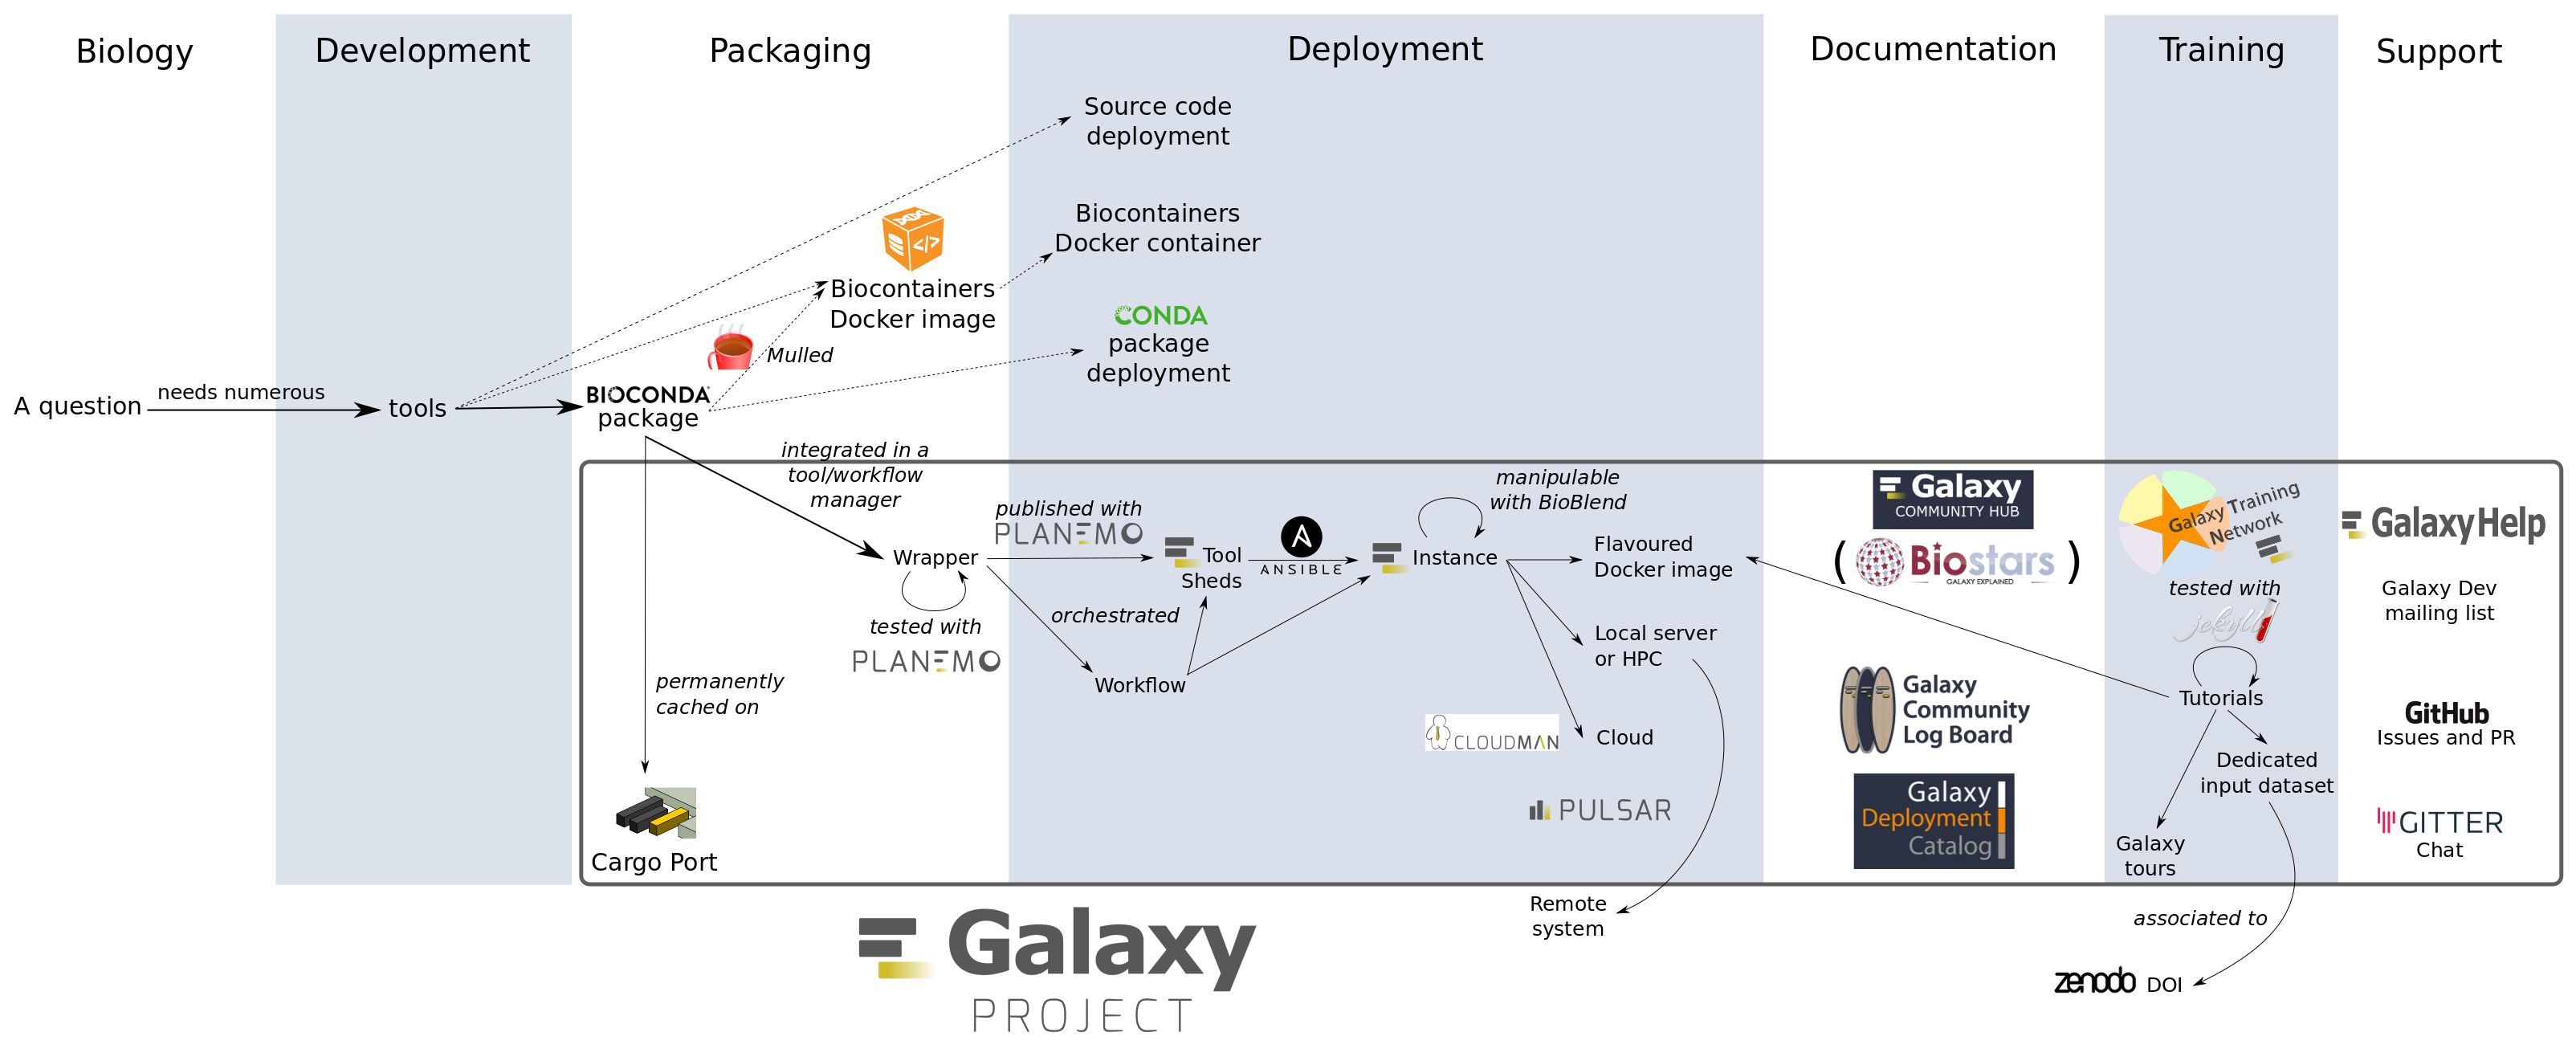 Biology
Development
Packaging
Deployment
Documentation
Training
Support
Source code
deployment
Biocontainers
Docker container
Biocontainers
Docker image
CONDA
package
deployment
Mulled
A question
needs numerous
tools
BIOCONDA
package
integrated in a
tool/workflow
manager
permanently
cached on
Cargo Port
Wrapper
tested with
PLANEMO
published with
PLANEMO
orchestrated
Workflow
Tool
Sheds
ANSIBLE
Instance
manipulable
with BioBlend
Flavoured
Docker image
Local server
or HPC
CLOUDMAN
Cloud
PULSAR
Remote
system
Galaxy
COMMUNITY HUB
( Biostars )
GALAXY EXPLAINED
Galaxy
Community
Log Board
Galaxy
Deployment
Catalog
Galaxy Training
Network
tested with
jekyll
Tutorials
Dedicated
input dataset
Galaxy
tours
associated to
zenodo DOI
GalaxyHelp
Galaxy Dev
mailing list
GitHub
Issues and PR
GITTER
Chat
Galaxy
PROJECT